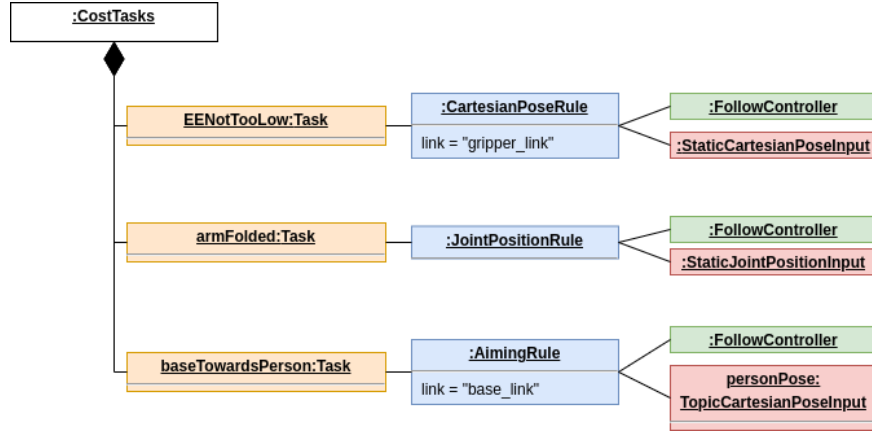 :CostTasks
EENotTooLow:Task
:CartesianPoseRule
link = "gripper_link"
:FollowController
:StaticCartesianPoseInput
armFolded:Task
:JointPositionRule
:FollowController
:StaticJointPositionInput
baseTowardsPerson:Task
:AimingRule
link = "base_link"
:FollowController
personPose:
TopicCartesianPoseInput